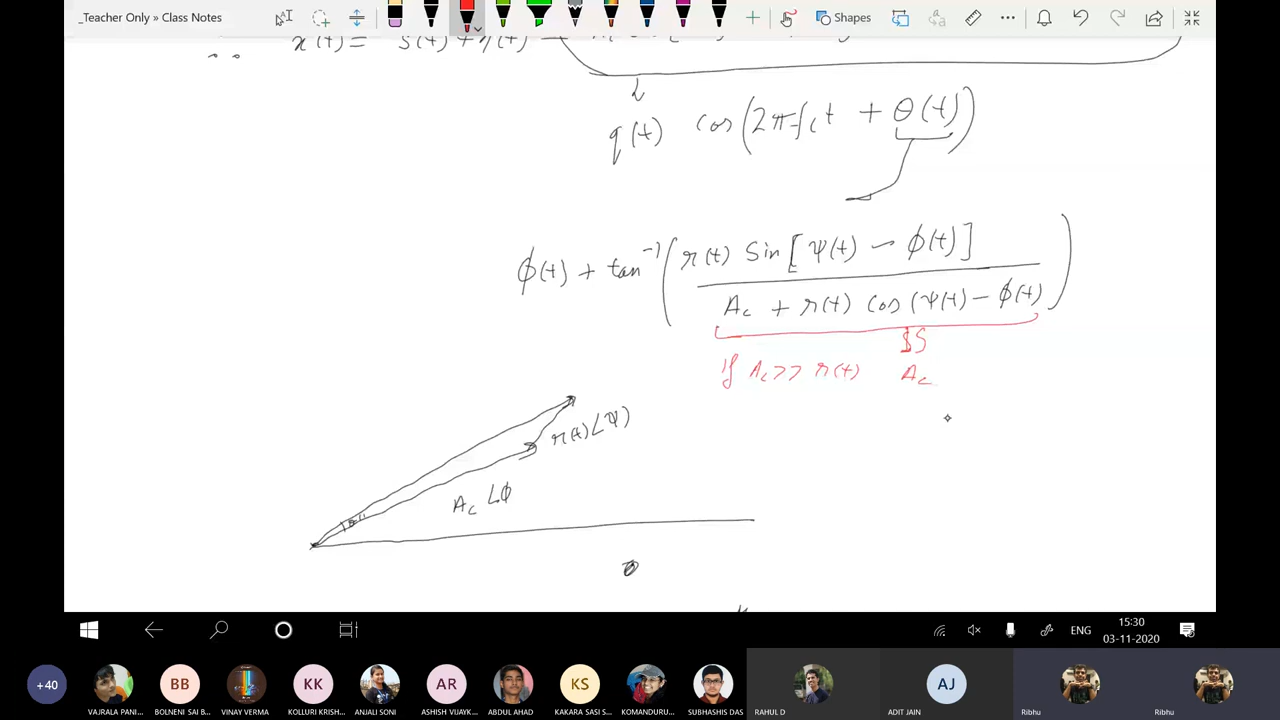 _Teacher Only » Class Notes
Shapes
x(t) = s(t) + r(t) =
q(t) cos(2πf_c t + θ(t))
φ(t) + tan⁻¹( r(t) Sin[ψ(t) − φ(t)]
A_c + r(t) cos(ψ(t) − φ(t) )
If A_c >> r(t) A_c
r(t)∠ψ)
A_c ∠φ
ENG
15:30
03-11-2020
+40
BB
KK
AR
KS
AJ
VAJRALA PANI...
BOLNENI SAI B...
VINAY VERMA
KOLLURI KRISH...
ANJALI SONI
ASHISH VIJAYK...
ABDUL AHAD
KAKARA SASI S...
KOMANDURU...
SUBHASHIS DAS
RAHUL D
ADIT JAIN
Ribhu
Ribhu